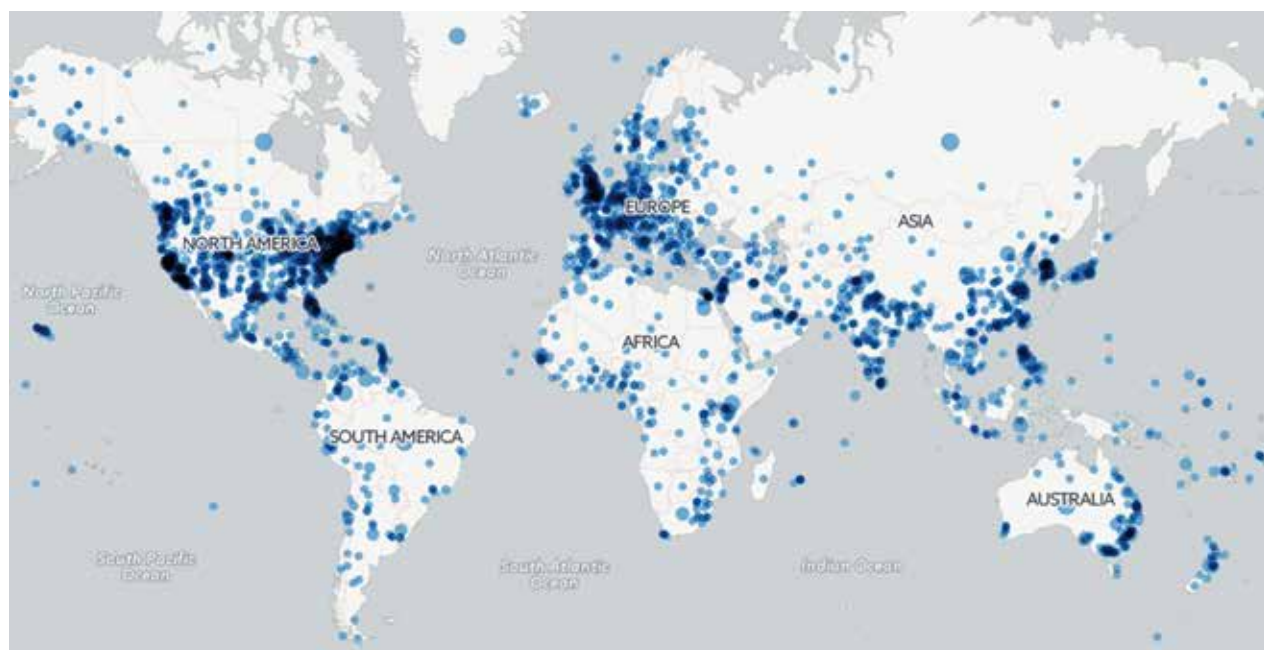 EUROPE
ASIA
NORTH AMERICA
North Atlantic
Ocean
North Pacific
Ocean
AFRICA
SOUTH AMERICA
AUSTRALIA
South Pacific
Ocean
South Atlantic
Ocean
Indian Ocean